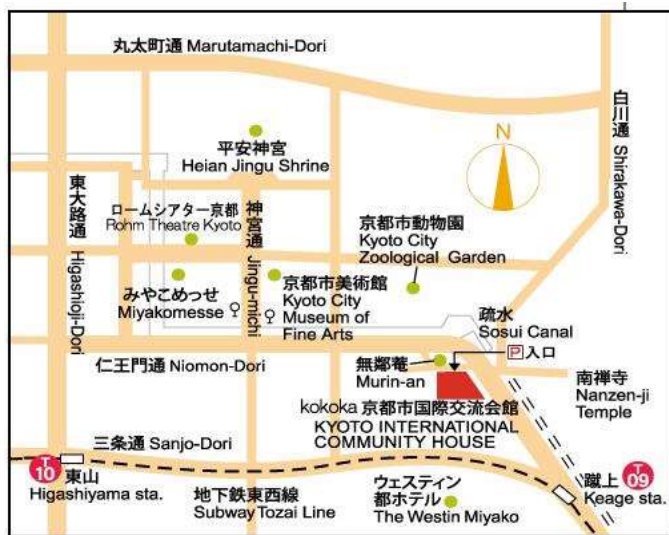 丸太町通 Marutamachi-Dori
白川通 Shirakawa-Dori
N
平安神宮
Heian Jingu Shrine
東大路通 Higashioji-Dori
ロームシアター京都
Rohm Theatre Kyoto
神宮通 Jingu-michi
京都市動物園
Kyoto City
Zoological Garden
みやこめっせ
Miyakomesse
京都市美術館
Kyoto City
Museum of
Fine Arts
疏水
Sosui Canal
P 入口
仁王門通 Niomon-Dori
無鄰菴
Murin-an
南禅寺
Nanzen-ji
Temple
kokoka 京都市国際交流会館
KYOTO INTERNATIONAL
COMMUNITY HOUSE
三条通 Sanjo-Dori
T
10
東山
Higashiyama sta.
地下鉄東西線
Subway Tozai Line
ウェスティン
都ホテル
The Westin Miyako
蹴上
T
09
Keage sta.